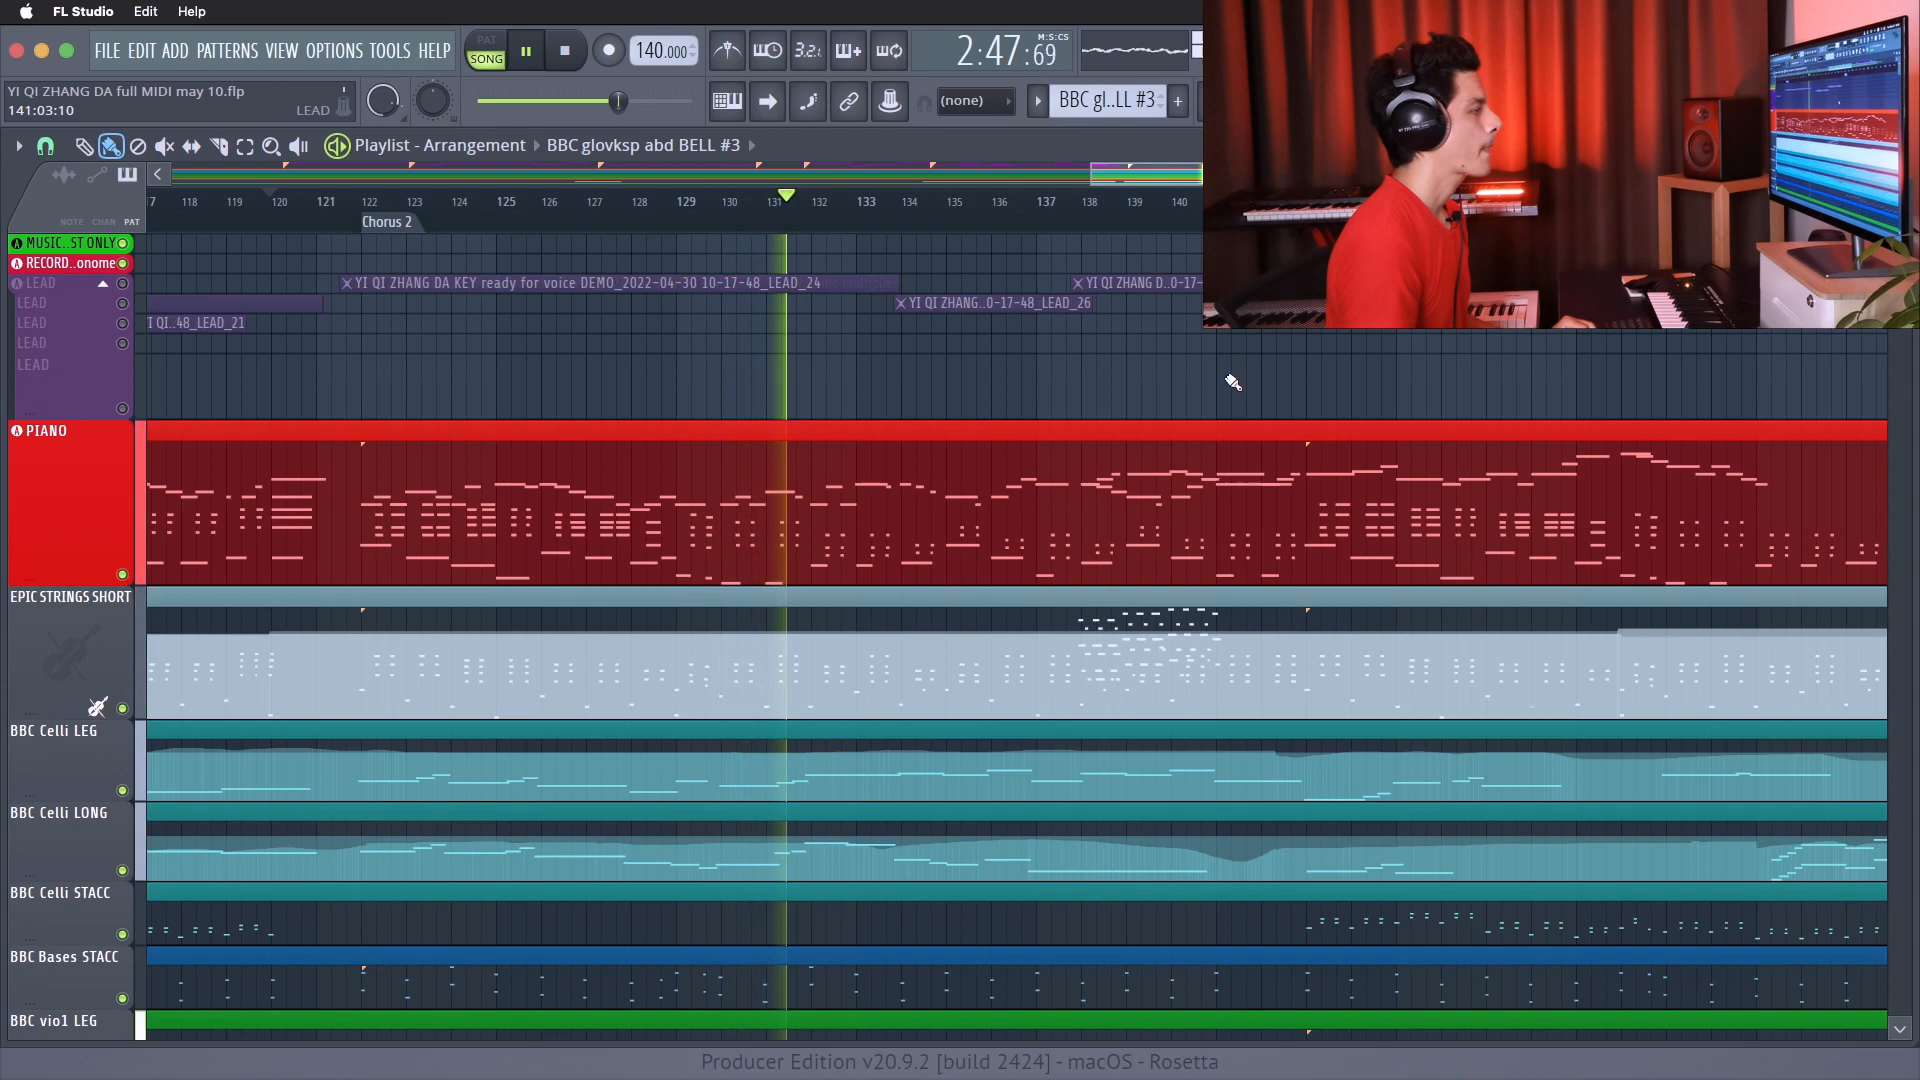 FL Studio Edit Help
FILE EDIT ADD PATTERNS VIEW OPTIONS TOOLS HELP
PAT
SONG
140.000
3.2.
2:47:69
M:S:CS
YI QI ZHANG DA full MIDI may 10.flp
141:03:10
LEAD
(none)
BBC gl..LL #3
Playlist - Arrangement
BBC glovksp abd BELL #3
NOTE CHAN PAT
17 118 119 120 121 122 123 124 125 126 127 128 129 130 131 132 133 134 135 136 137 138 139 140
Chorus 2
MUSIC..ST ONLY
RECORD..onome
LEAD
YI QI ZHANG DA KEY ready for voice DEMO_2022-04-30 10-17-48_LEAD_24
YI QI ZHANG D..0-17-
LEAD
YI QI ZHANG..0-17-48_LEAD_26
LEAD
I QI..48_LEAD_21
LEAD
LEAD
PIANO
EPIC STRINGS SHORT
BBC Celli LEG
BBC Celli LONG
BBC Celli STACC
BBC Bases STACC
BBC vio1 LEG
Producer Edition v20.9.2 [build 2424] - macOS - Rosetta